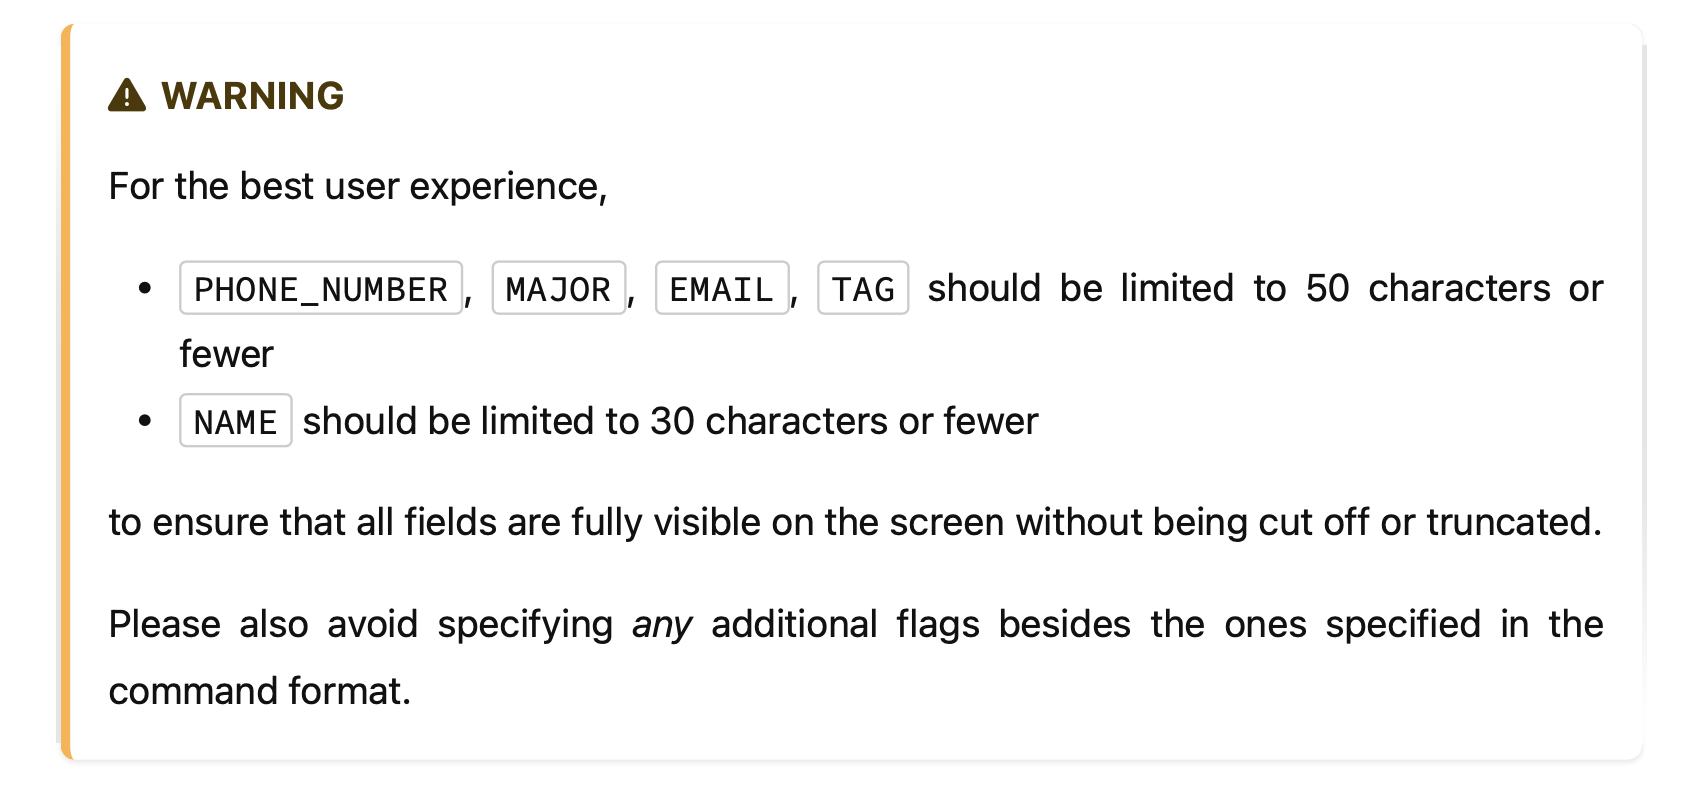 WARNING
For the best user experience,
• PHONE_NUMBER, MAJOR, EMAIL, TAG should be limited to 50 characters or
fewer
• NAME should be limited to 30 characters or fewer
to ensure that all fields are fully visible on the screen without being cut off or truncated.
Please also avoid specifying any additional flags besides the ones specified in the
command format.